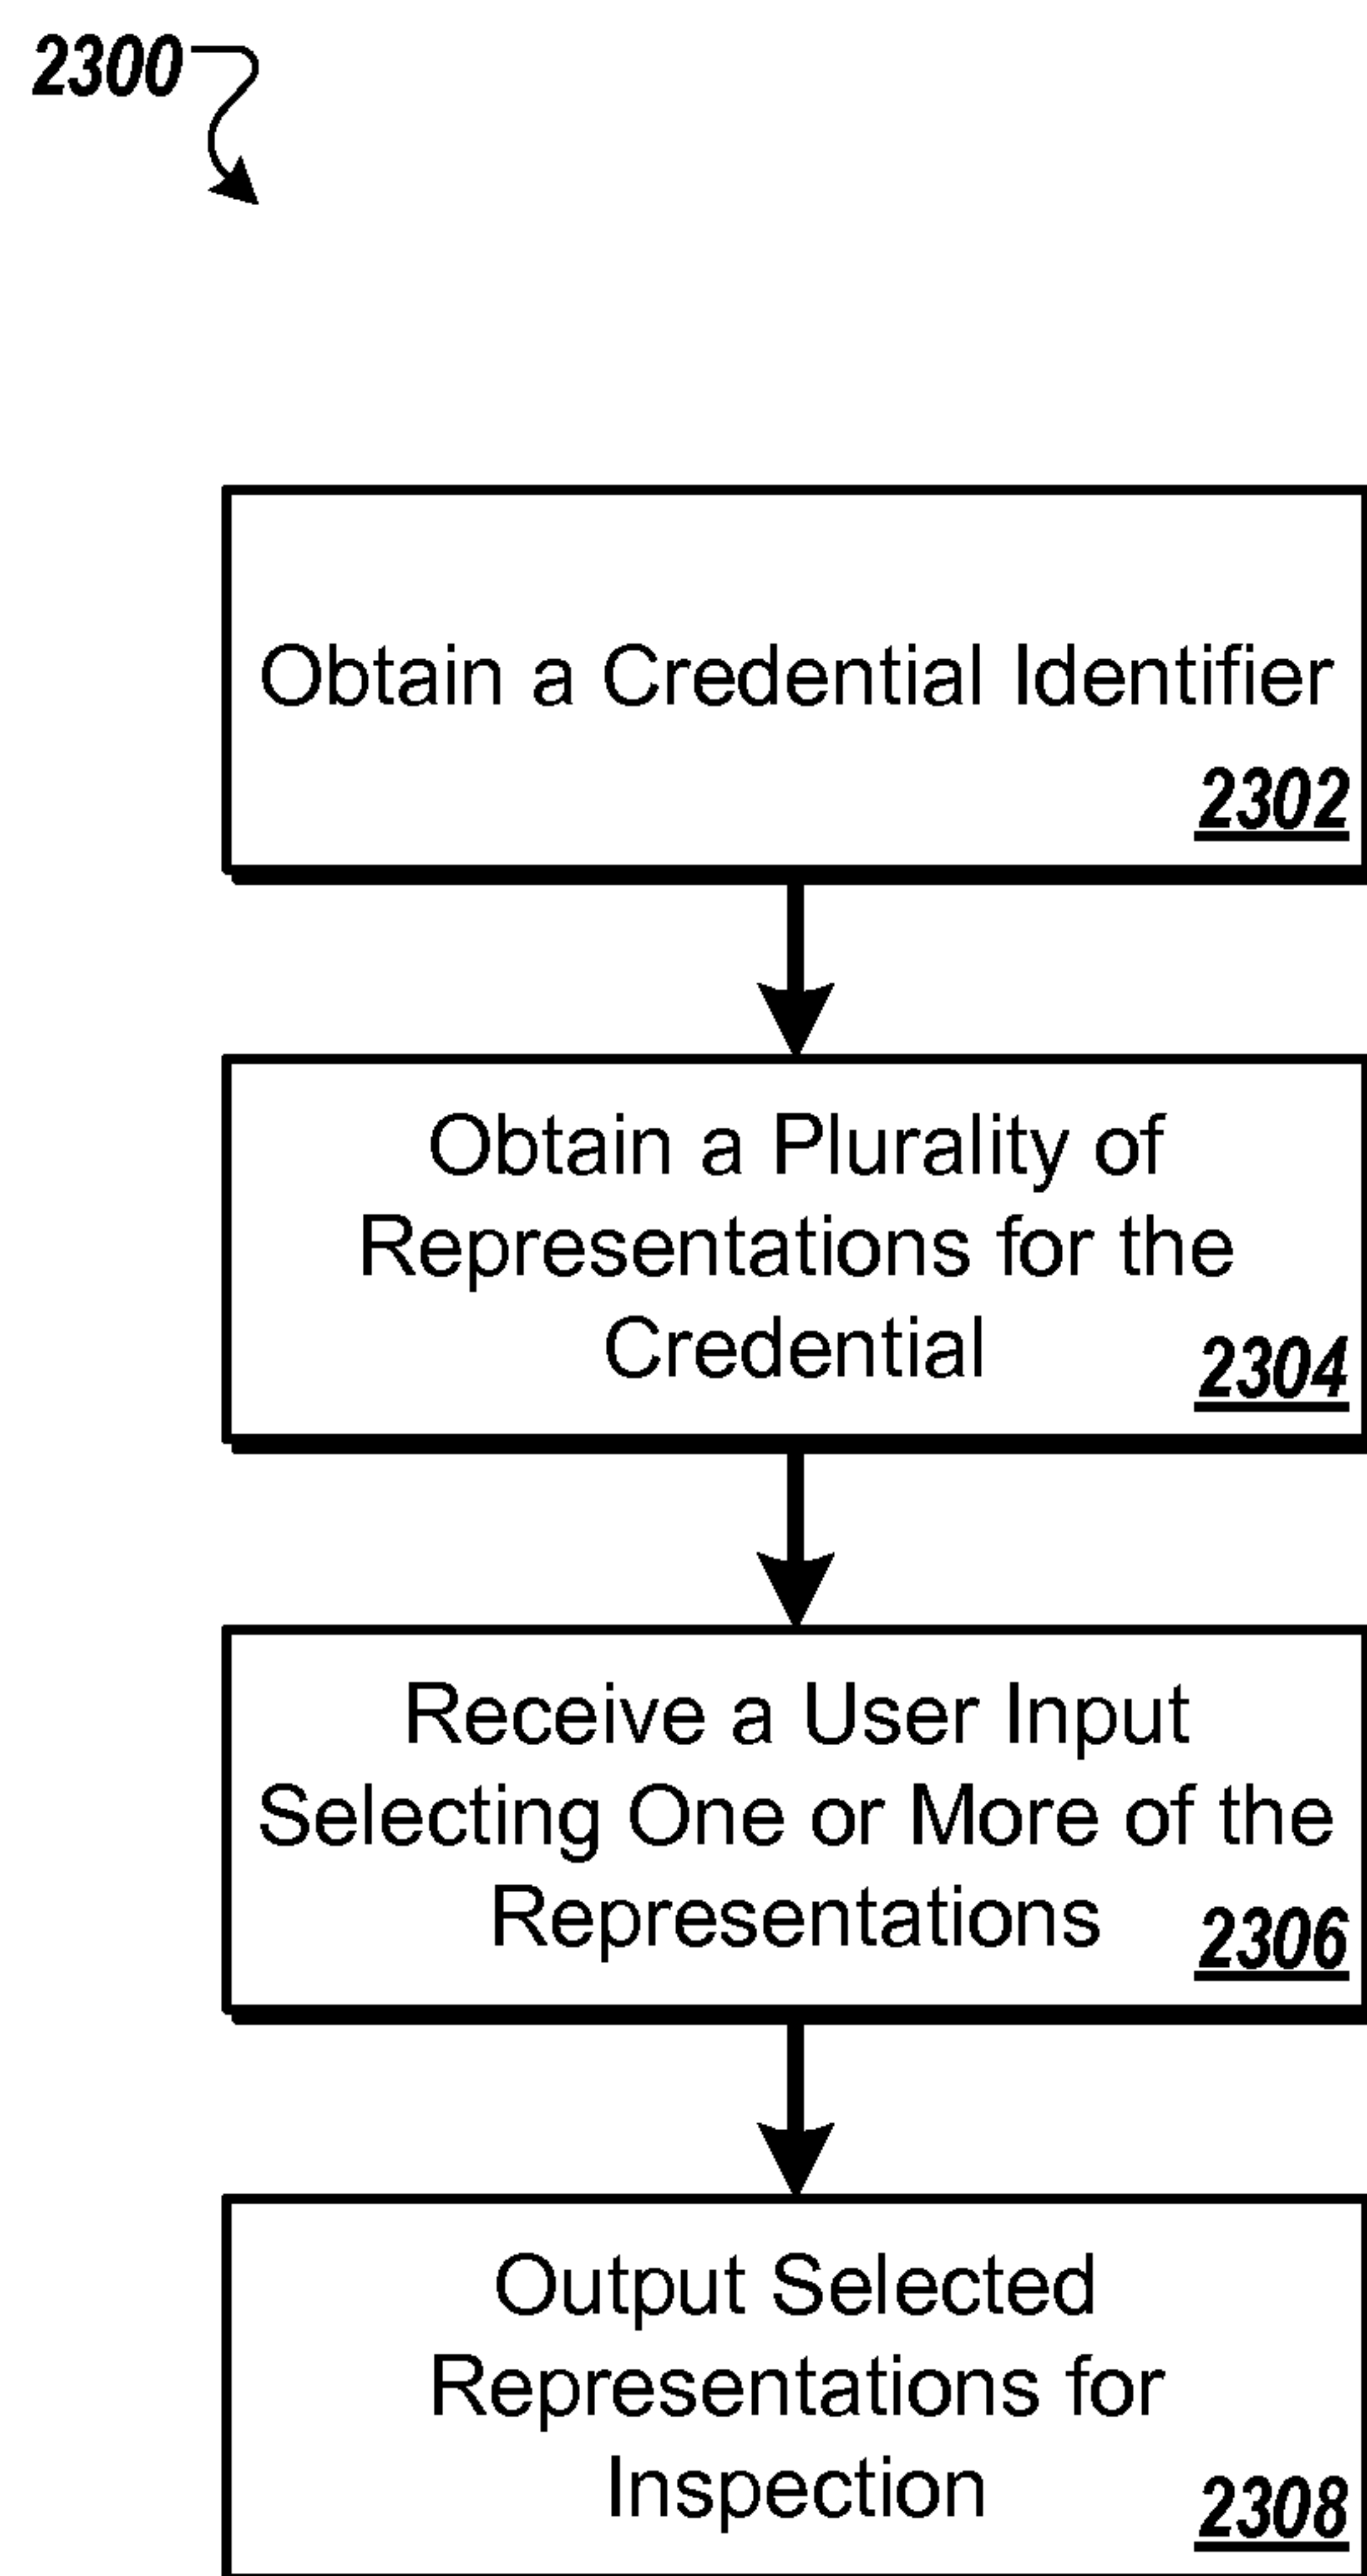 2300
Obtain a Credential Identifier
2302
Obtain a Plurality of
Representations for the
Credential
2304
Receive a User Input
Selecting One or More of the
Representations
2306
Output Selected
Representations for
Inspection
2308